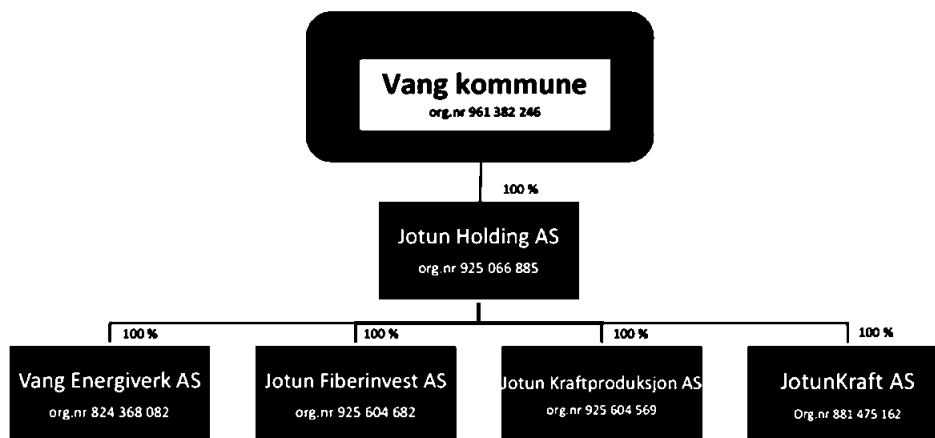 Vang kommune
org.nr 961 382 246
100 %
Jotun Holding AS
org.nr 925 066 885
100 % 100 % 100 % 100 %
Vang Energiverk AS
org.nr 824 368 082
Jotun Fiberinvest AS
org.nr 925 604 682
Jotun Kraftproduksjon AS
org.nr 925 604 569
JotunKraft AS
Org.nr 881 475 162